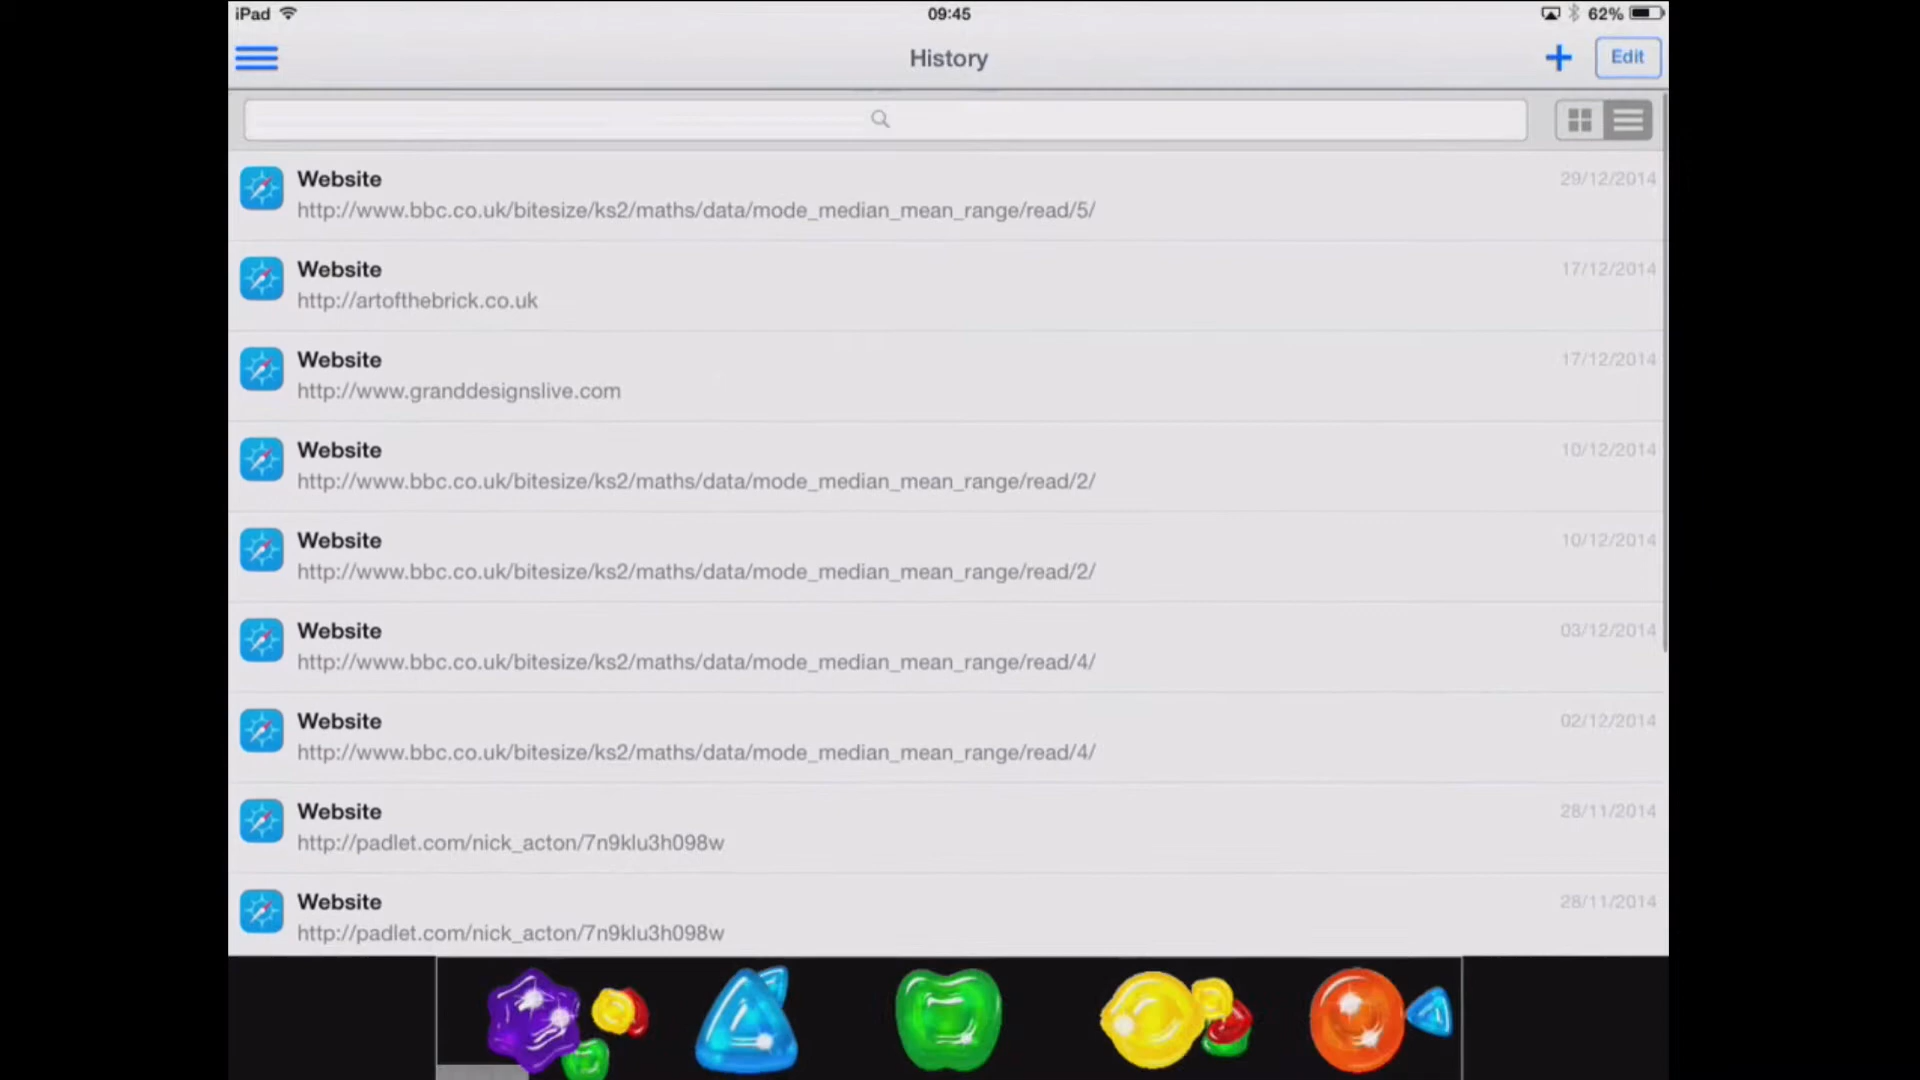 iPad 09:45 62%
History Edit
Website 29/12/2014
http://www.bbc.co.uk/bitesize/ks2/maths/data/mode_median_mean_range/read/5/
Website 17/12/2014
http://artofthebrick.co.uk
Website 17/12/2014
http://www.granddesignslive.com
Website 10/12/2014
http://www.bbc.co.uk/bitesize/ks2/maths/data/mode_median_mean_range/read/2/
Website 10/12/2014
http://www.bbc.co.uk/bitesize/ks2/maths/data/mode_median_mean_range/read/2/
Website 03/12/2014
http://www.bbc.co.uk/bitesize/ks2/maths/data/mode_median_mean_range/read/4/
Website 02/12/2014
http://www.bbc.co.uk/bitesize/ks2/maths/data/mode_median_mean_range/read/4/
Website 28/11/2014
http://padlet.com/nick_acton/7n9klu3h098w
Website 28/11/2014
http://padlet.com/nick_acton/7n9klu3h098w